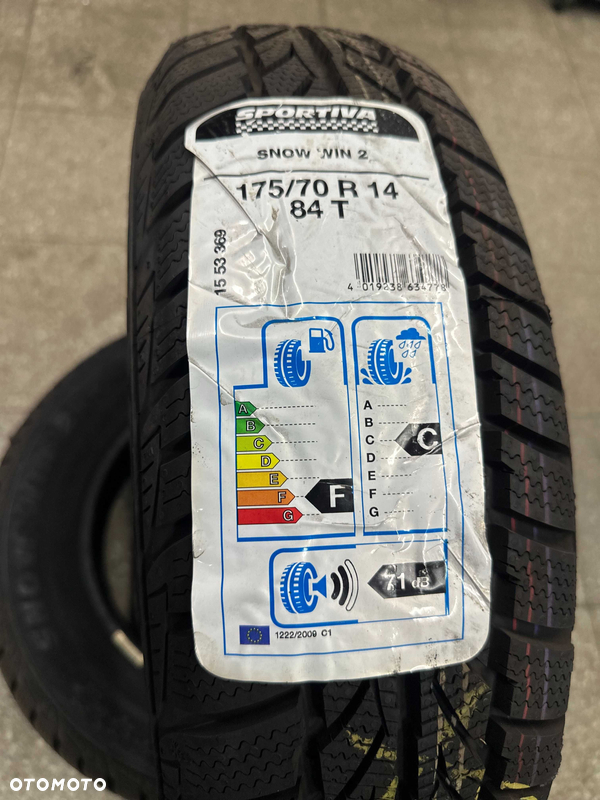 SPORTIVA
SNOW WIN 2
175/70 R 14
84 T
15 53 369
4 019238 634778
A
B
C
D
E
F
G
F
A
B
C
D
E
F
G
C
71 dB
1222/2009 C1
OTOMOTO